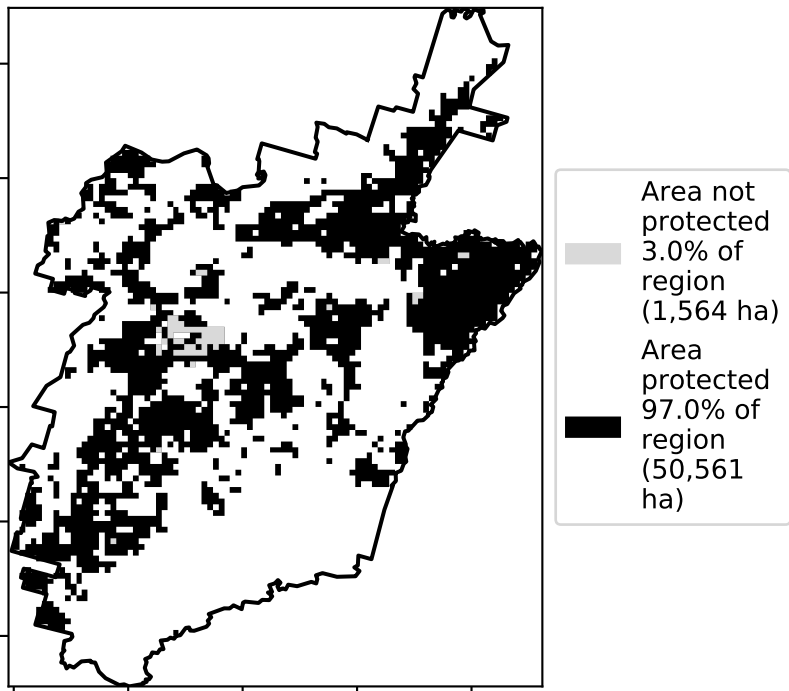 Area not
protected
3.0% of
region
(1,564 ha)
Area
protected
97.0% of
region
(50,561
ha)